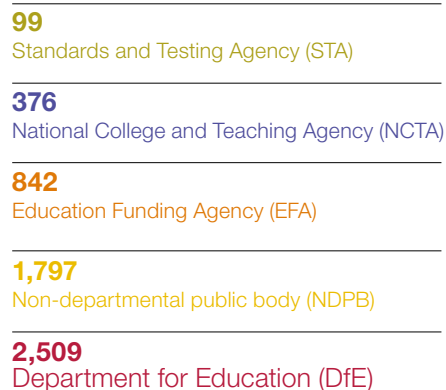 99
Standards and Testing Agency (STA)
376
National College and Teaching Agency (NCTA)
842
Education Funding Agency (EFA)
1,797
Non-departmental public body (NDPB)
2,509
Department for Education (DfE)